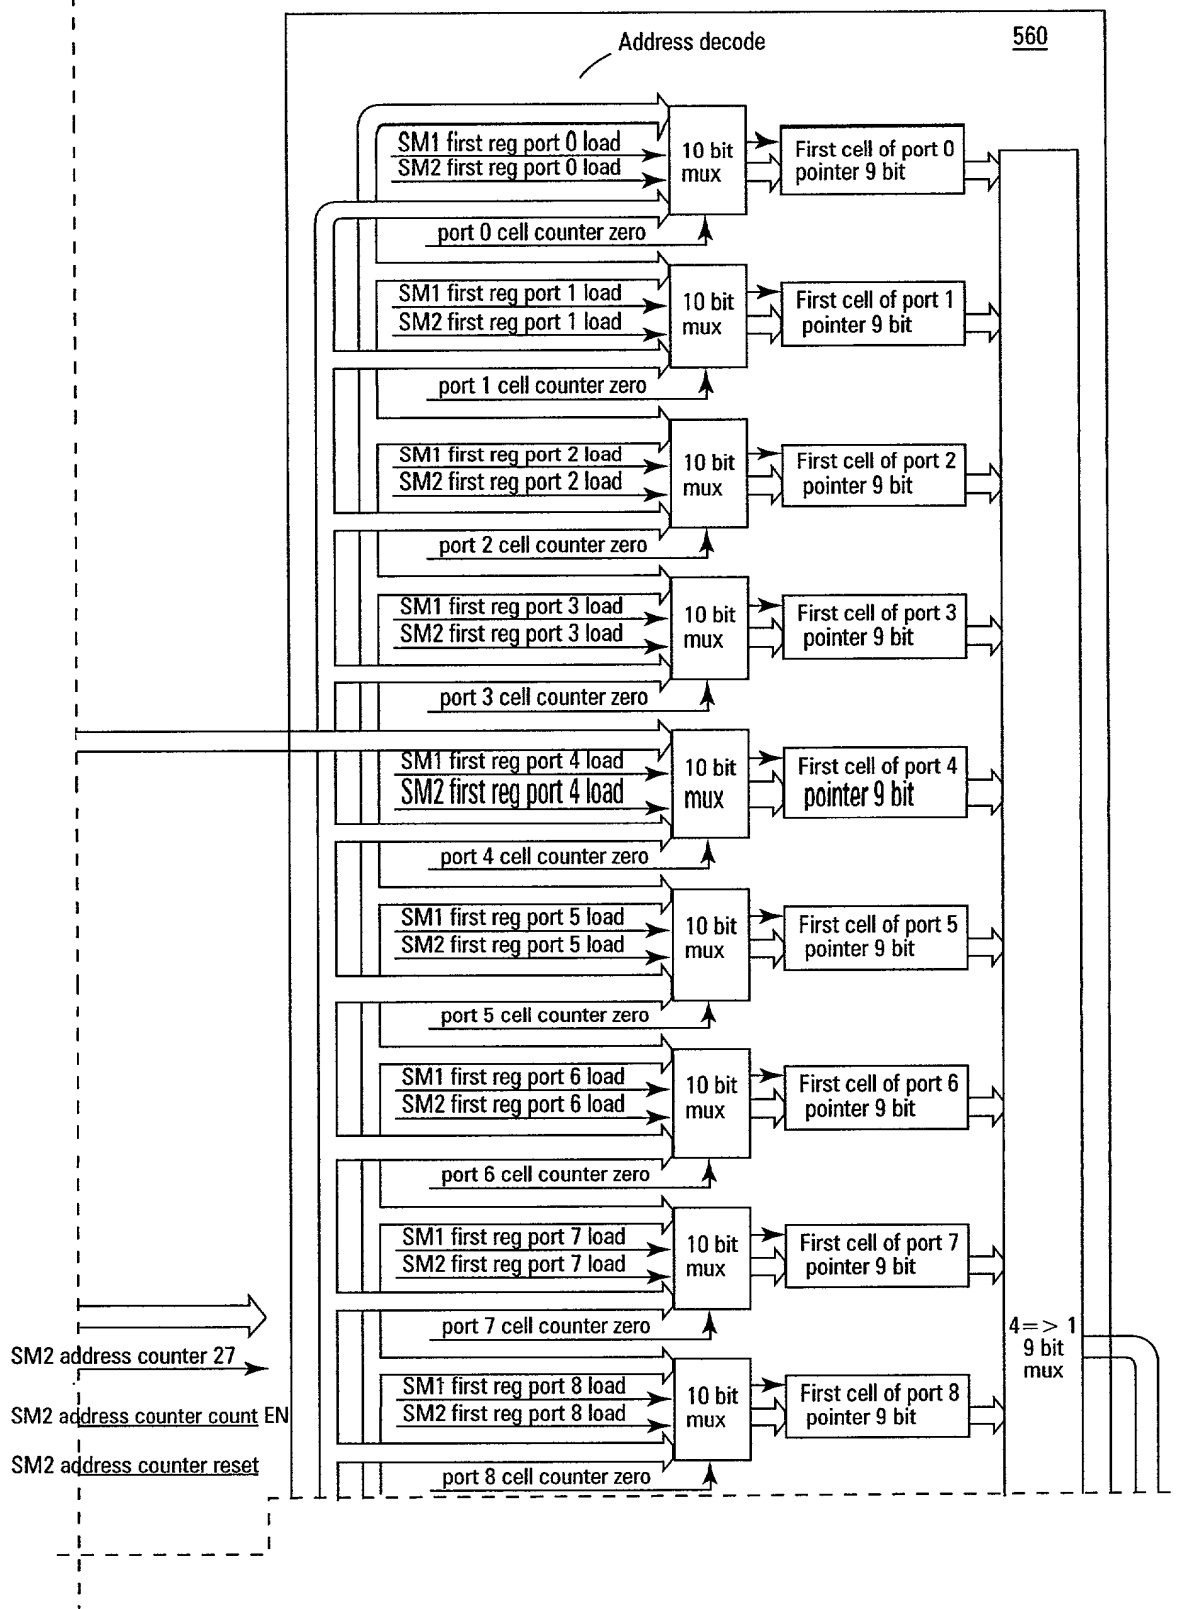 Address decode
560
SM1 first reg port 0 load
SM2 first reg port 0 load
10 bit
mux
First cell of port 0
pointer 9 bit
port 0 cell counter zero
SM1 first reg port 1 load
SM2 first reg port 1 load
10 bit
mux
First cell of port 1
pointer 9 bit
port 1 cell counter zero
SM1 first reg port 2 load
SM2 first reg port 2 load
10 bit
mux
First cell of port 2
pointer 9 bit
port 2 cell counter zero
SM1 first reg port 3 load
SM2 first reg port 3 load
10 bit
mux
First cell of port 3
pointer 9 bit
port 3 cell counter zero
SM1 first reg port 4 load
SM2 first reg port 4 load
10 bit
mux
First cell of port 4
pointer 9 bit
port 4 cell counter zero
SM1 first reg port 5 load
SM2 first reg port 5 load
10 bit
mux
First cell of port 5
pointer 9 bit
port 5 cell counter zero
SM1 first reg port 6 load
SM2 first reg port 6 load
10 bit
mux
First cell of port 6
pointer 9 bit
port 6 cell counter zero
SM1 first reg port 7 load
SM2 first reg port 7 load
10 bit
mux
First cell of port 7
pointer 9 bit
port 7 cell counter zero
4=> 1
9 bit
mux
SM2 address counter 27
SM1 first reg port 8 load
SM2 first reg port 8 load
10 bit
mux
First cell of port 8
pointer 9 bit
SM2 address counter count EN
SM2 address counter reset
port 8 cell counter zero